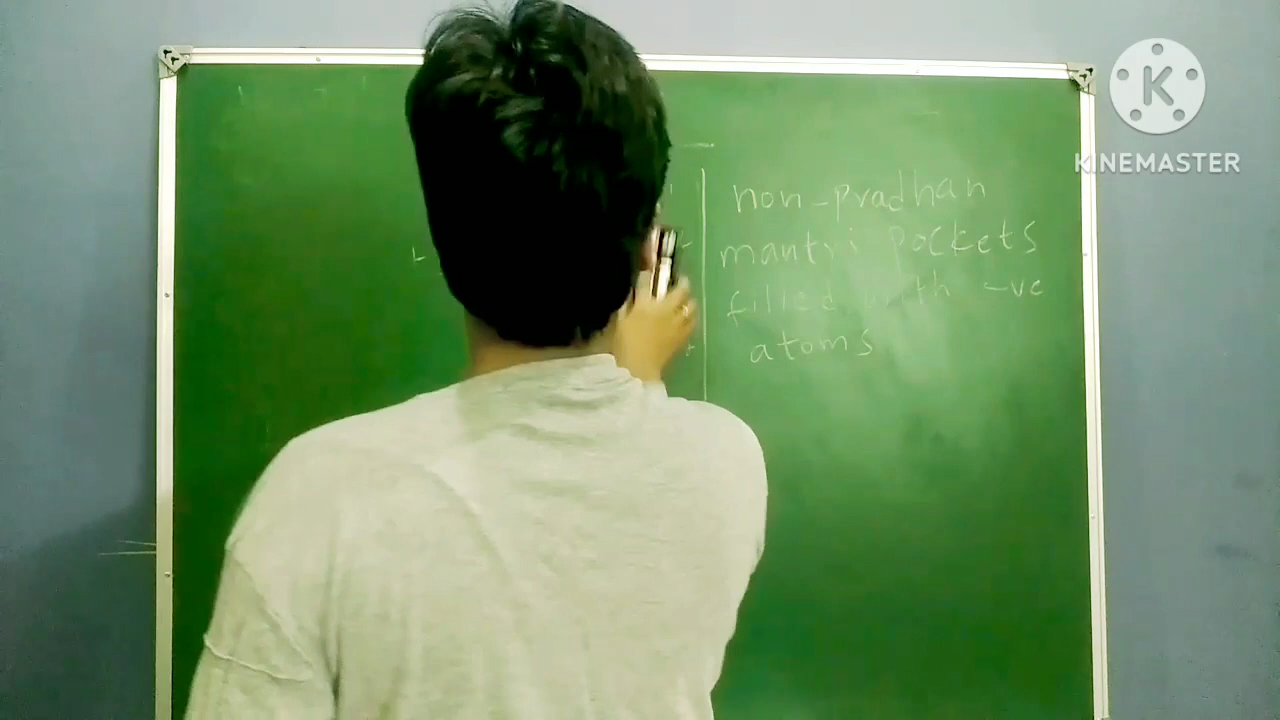 KINEMASTER
non-pradhan
mantri pockets
filled with -ve
atoms